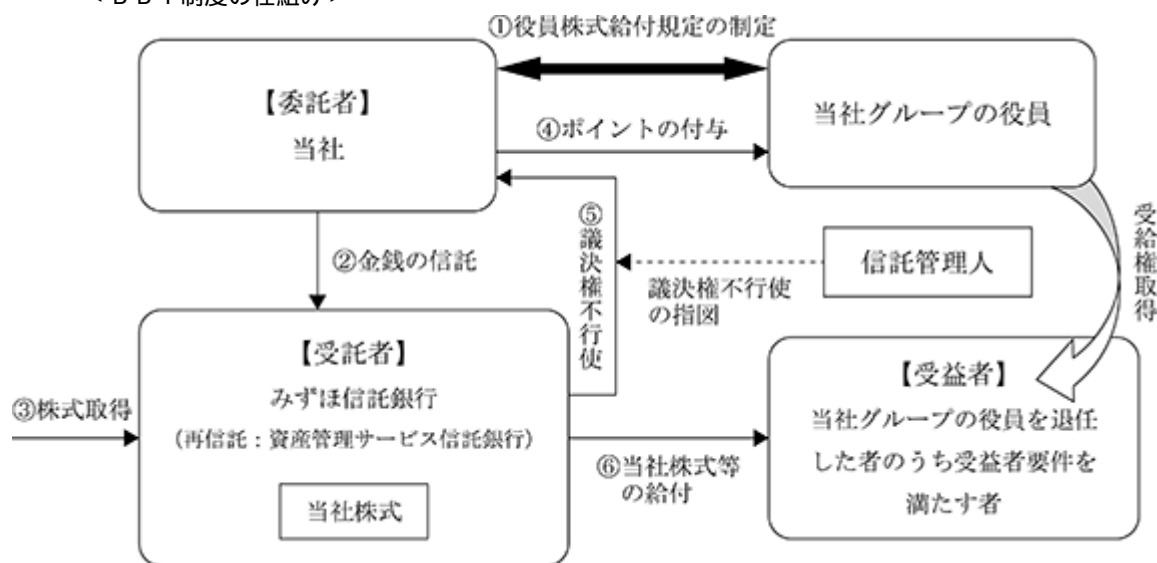 ＜ＢＢＴ制度の仕組み＞
①役員株式給付規定の制定
【委託者】
当社
当社グループの役員
④ポイントの付与
②金銭の信託
⑤議決権不行使
議決権不行使
の指図
信託管理人
受給権取得
③株式取得
【受託者】
みずほ信託銀行
（再信託：資産管理サービス信託銀行）
当社株式
⑥当社株式等
の給付
【受益者】
当社グループの役員を退任
した者のうち受益者要件を
満たす者